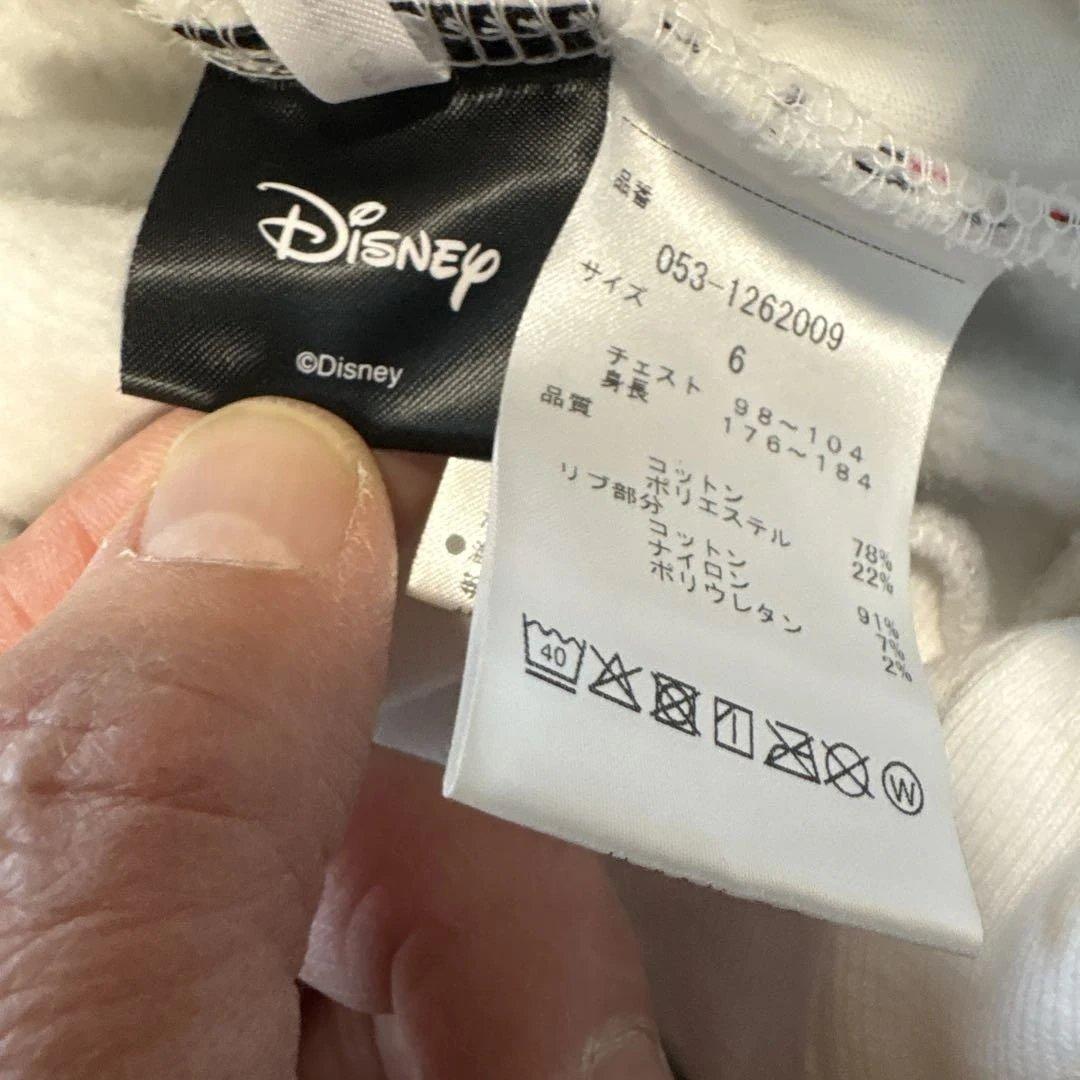 Disney
©Disney
品番
053-1262009
サイズ
6
チェスト 98~104
身長 176~184
品質
コットン 78%
ポリエステル 22%
リブ部分
コットン 91%
ナイロン 7%
ポリウレタン 2%
40
W